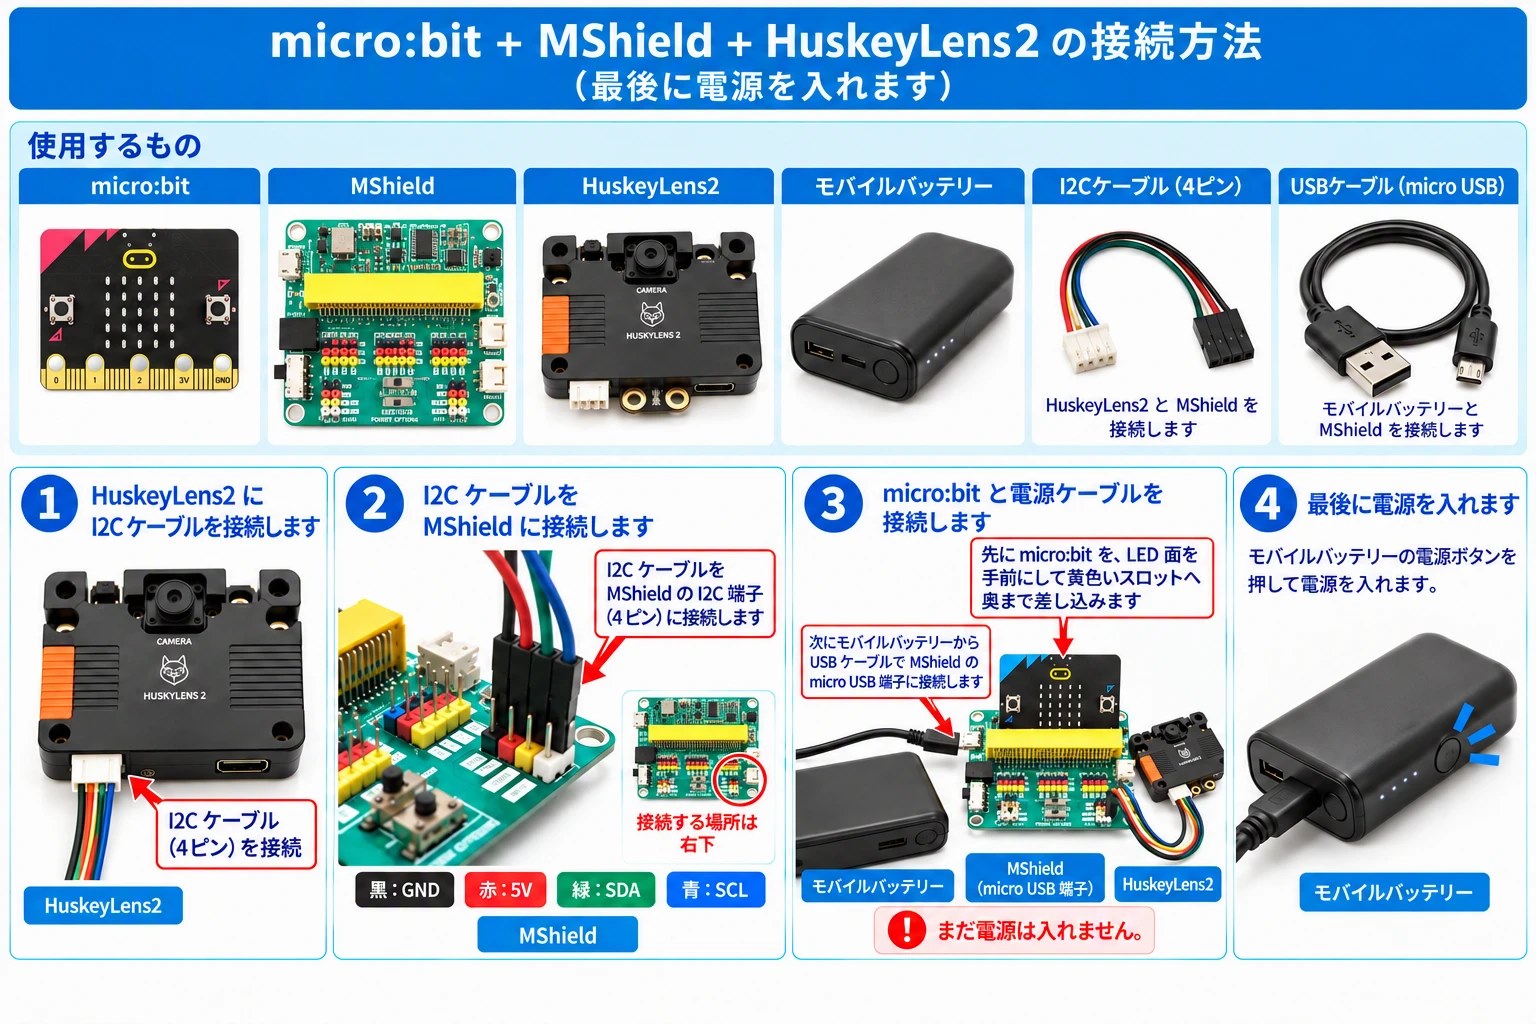 micro:bit + MShield + HuskeyLens2 の接続方法
（最後に電源を入れます）
使用するもの
micro:bit
MShield
HuskeyLens2
モバイルバッテリー
I2Cケーブル（4ピン）
USBケーブル（micro USB）
0 1 2 3V GND
CAMERA
HUSKYLENS 2
HuskeyLens2 と MShield を
接続します
モバイルバッテリーと
MShield を接続します
1
HuskeyLens2 に
I2Cケーブルを接続します
CAMERA
HUSKYLENS 2
I2C ケーブル
（4ピン）を接続
HuskeyLens2
2
I2C ケーブルを
MShield に接続します
I2C ケーブルを
MShield の I2C 端子
（4 ピン）に接続します
接続する場所は
右下
黒：GND
赤：5V
緑：SDA
青：SCL
MShield
3
micro:bit と電源ケーブルを
接続します
先に micro:bit を、LED 面を
手前にして黄色いスロットへ
奥まで差し込みます
次にモバイルバッテリーから
USB ケーブルで MShield の
micro USB 端子に接続します
モバイルバッテリー
MShield
（micro USB 端子）
HuskeyLens2
! まだ電源は入れません。
4
最後に電源を入れます
モバイルバッテリーの電源ボタンを
押して電源を入れます。
モバイルバッテリー